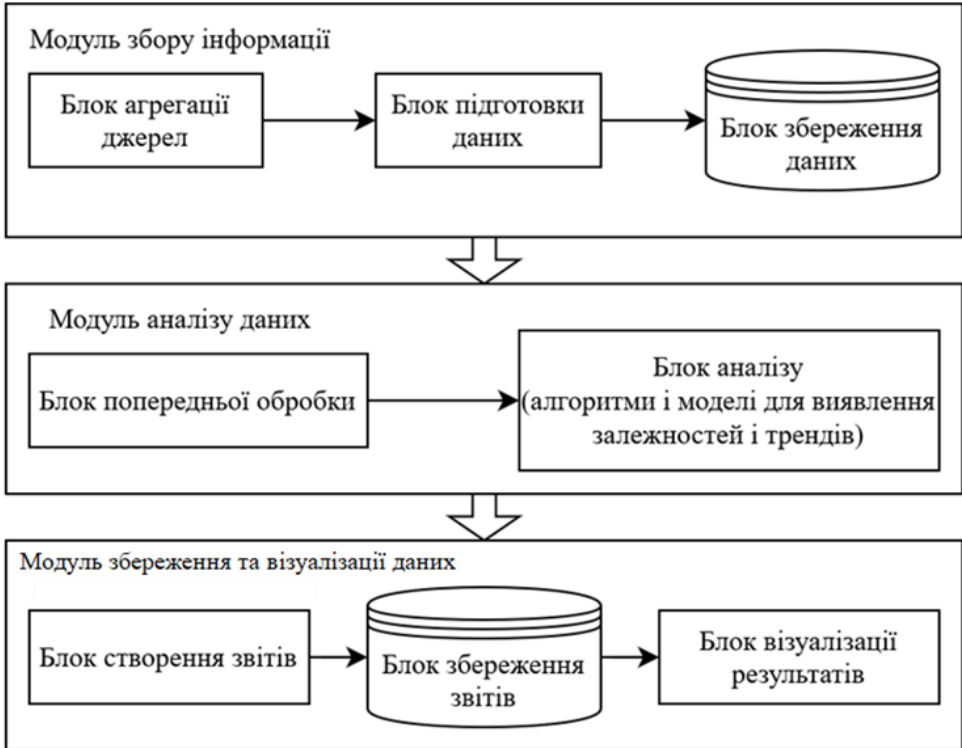 Модуль збору інформації
Блок агрегації
джерел
Блок підготовки
даних
Блок збереження
даних
Модуль аналізу даних
Блок попередньої обробки
Блок аналізу
(алгоритми і моделі для виявлення
залежностей і трендів)
Модуль збереження та візуалізації даних
Блок створення звітів
Блок збереження
звітів
Блок візуалізації
результатів